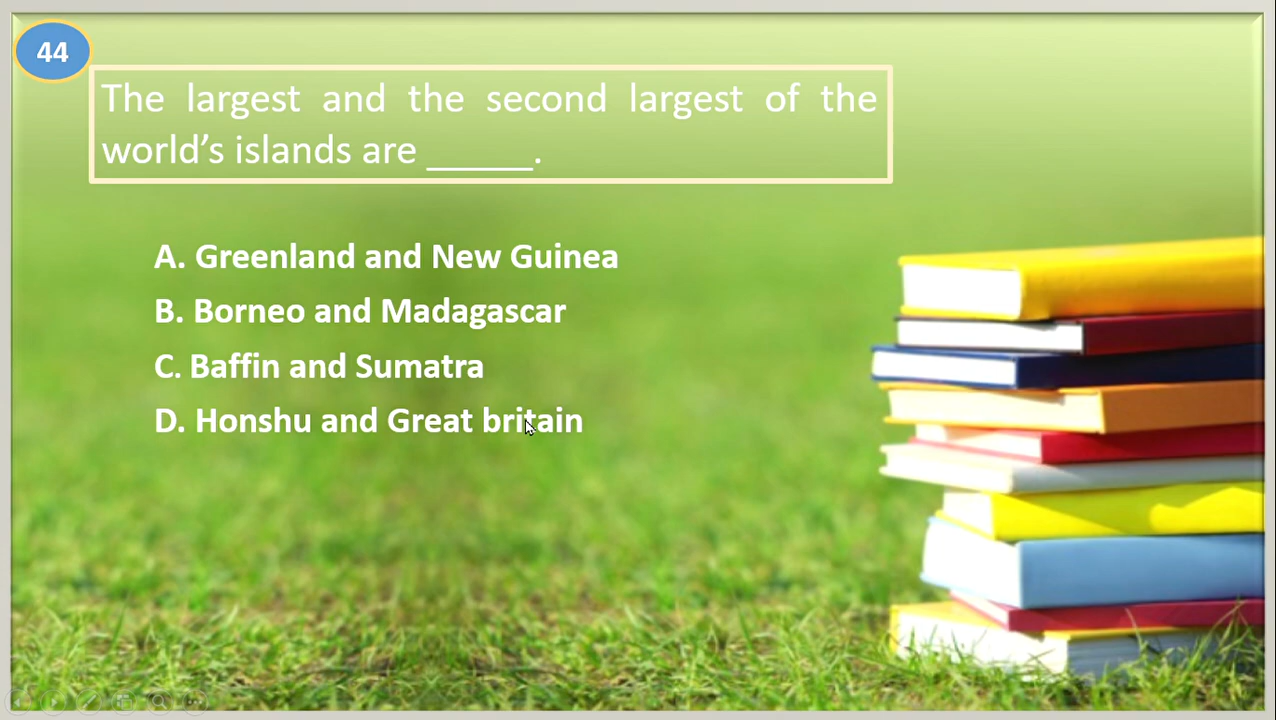 44
The largest and the second largest of the
world’s islands are _____.
A. Greenland and New Guinea
B. Borneo and Madagascar
C. Baffin and Sumatra
D. Honshu and Great britain